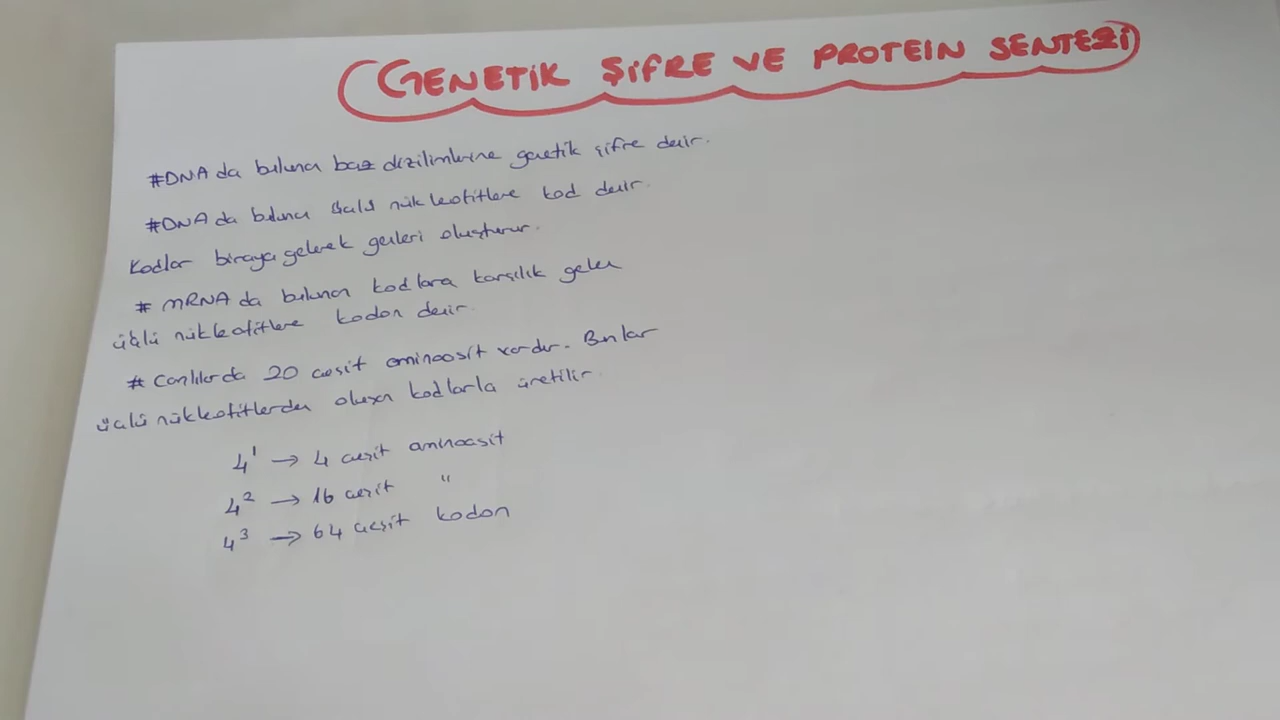 GENETİK ŞİFRE VE PROTEIN SENTEZİ
#DNA da bulunan baz dizilimlerine genetik şifre denir.
#DNA da bulunan üçlü nükleotitlere kod denir.
Kodlar biraraya gelerek genleri oluşturur.
# mRNA da bulunan kodlara karşılık gelen
üçlü nükleotitlere kodon denir.
# Canlılarda 20 çeşit aminoasit vardır. Bunlar
üçlü nükleotitlerden oluşan kodlarla üretilir.
4¹ → 4 çeşit aminoasit
4² → 16 çeşit "
4³ → 64 çeşit kodon